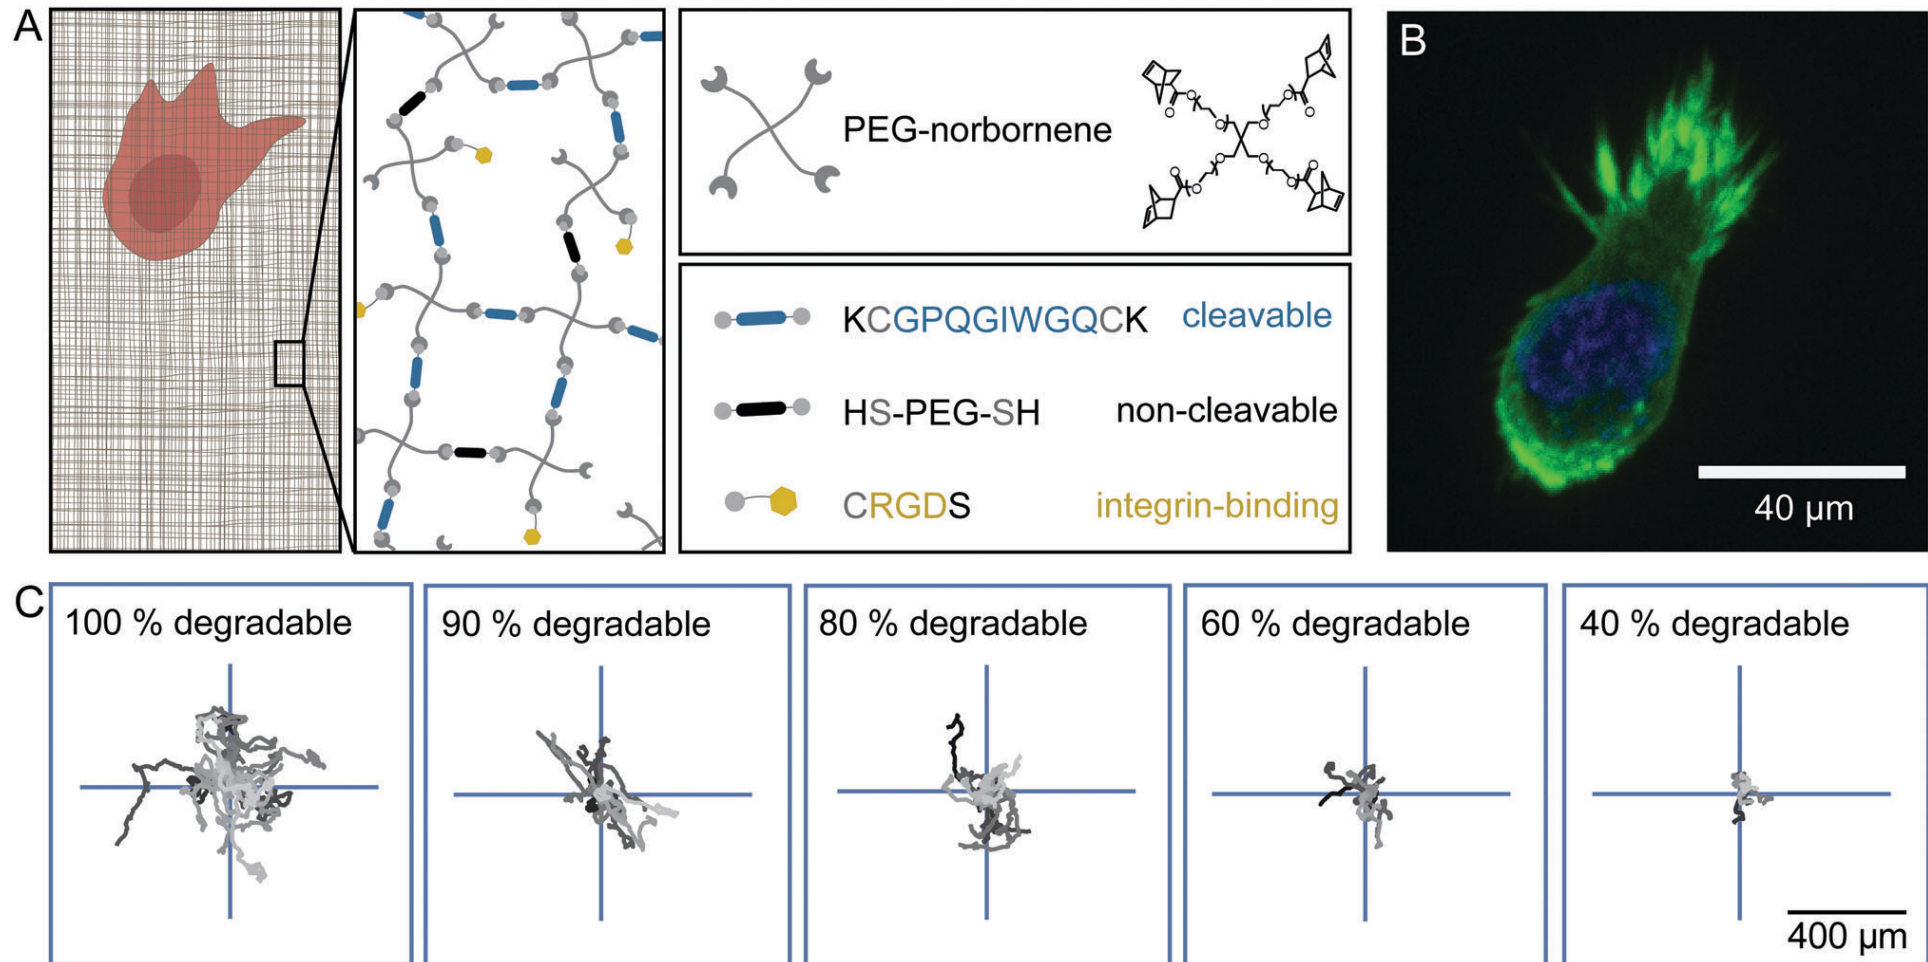 A
PEG-norbornene
O O O O
O O O O
O O O O
KCGPQGIWGQCK cleavable
HS-PEG-SH non-cleavable
CRGDS integrin-binding
B
40 µm
C
100 % degradable
90 % degradable
80 % degradable
60 % degradable
40 % degradable
400 µm